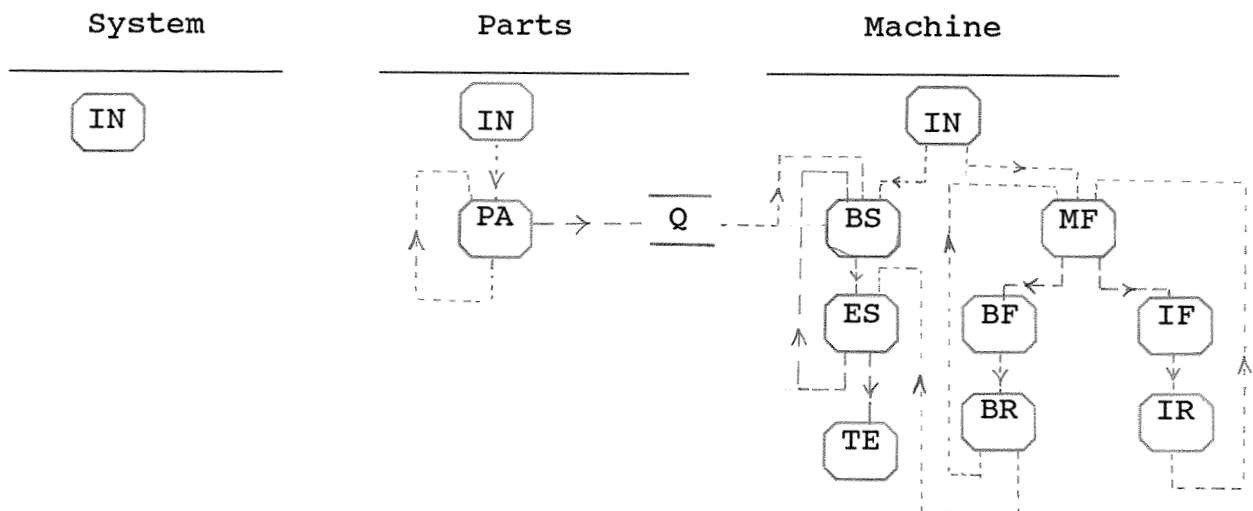 System Parts Machine
IN IN IN
PA Q BS MF
ES BF IF
BR IR
TE